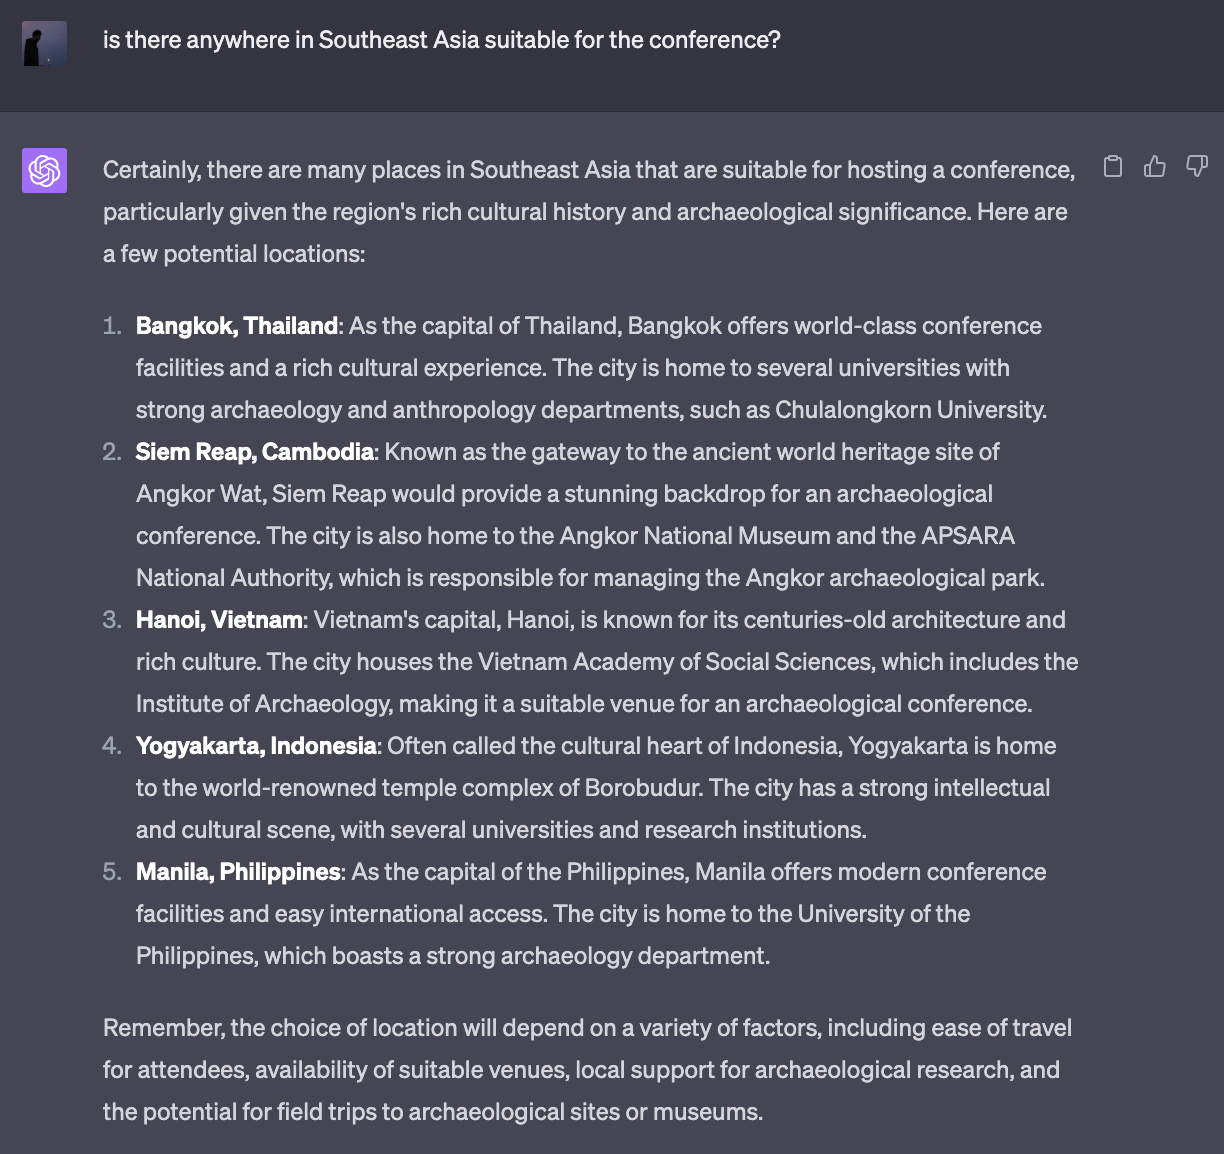 is there anywhere in Southeast Asia suitable for the conference?
Certainly, there are many places in Southeast Asia that are suitable for hosting a conference,
particularly given the region's rich cultural history and archaeological significance. Here are
a few potential locations:
1. Bangkok, Thailand: As the capital of Thailand, Bangkok offers world-class conference
facilities and a rich cultural experience. The city is home to several universities with
strong archaeology and anthropology departments, such as Chulalongkorn University.
2. Siem Reap, Cambodia: Known as the gateway to the ancient world heritage site of
Angkor Wat, Siem Reap would provide a stunning backdrop for an archaeological
conference. The city is also home to the Angkor National Museum and the APSARA
National Authority, which is responsible for managing the Angkor archaeological park.
3. Hanoi, Vietnam: Vietnam's capital, Hanoi, is known for its centuries-old architecture and
rich culture. The city houses the Vietnam Academy of Social Sciences, which includes the
Institute of Archaeology, making it a suitable venue for an archaeological conference.
4. Yogyakarta, Indonesia: Often called the cultural heart of Indonesia, Yogyakarta is home
to the world-renowned temple complex of Borobudur. The city has a strong intellectual
and cultural scene, with several universities and research institutions.
5. Manila, Philippines: As the capital of the Philippines, Manila offers modern conference
facilities and easy international access. The city is home to the University of the
Philippines, which boasts a strong archaeology department.
Remember, the choice of location will depend on a variety of factors, including ease of travel
for attendees, availability of suitable venues, local support for archaeological research, and
the potential for field trips to archaeological sites or museums.